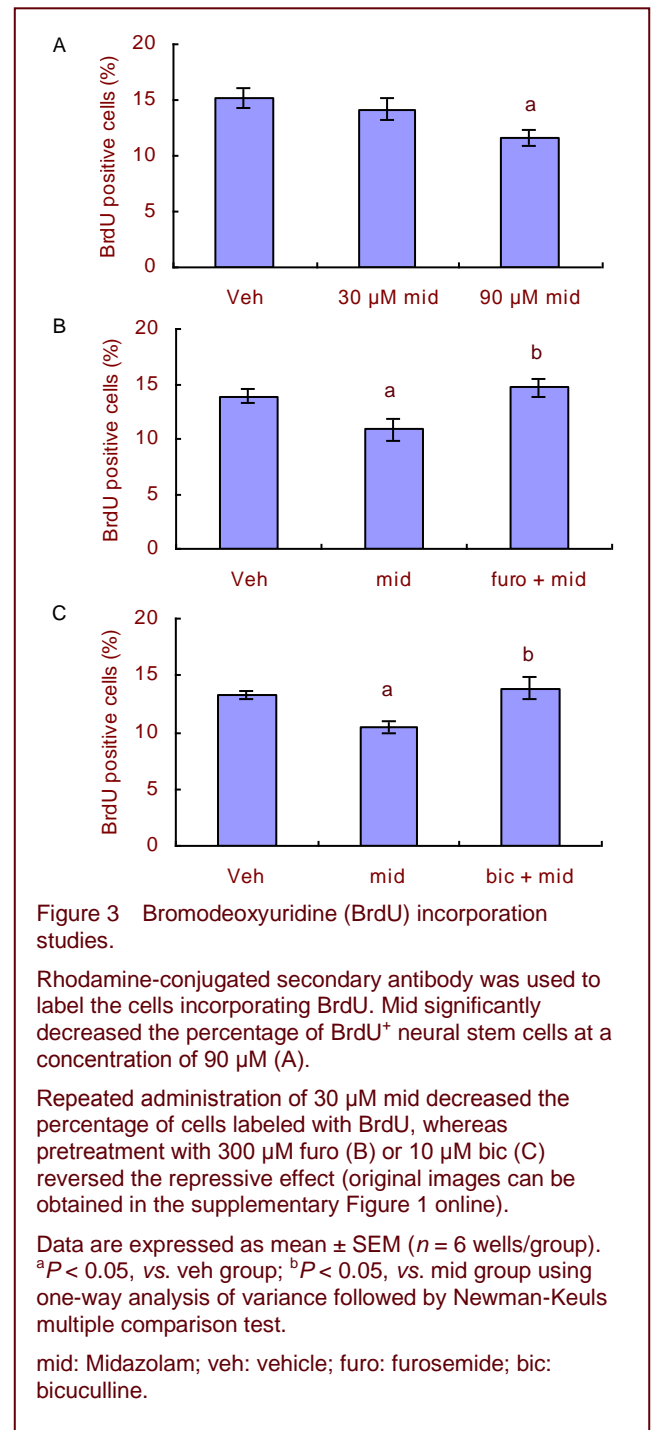 A
BrdU positive cells (%)
20
15
10
5
0
a
Veh 30 µM mid 90 µM mid
B
BrdU positive cells (%)
20
15
10
5
0
a
b
Veh mid furo + mid
C
BrdU positive cells (%)
20
15
10
5
0
a
b
Veh mid bic + mid
Figure 3 Bromodeoxyuridine (BrdU) incorporation
studies.
Rhodamine-conjugated secondary antibody was used to
label the cells incorporating BrdU. Mid significantly
decreased the percentage of BrdU⁺ neural stem cells at a
concentration of 90 µM (A).
Repeated administration of 30 µM mid decreased the
percentage of cells labeled with BrdU, whereas
pretreatment with 300 µM furo (B) or 10 µM bic (C)
reversed the repressive effect (original images can be
obtained in the supplementary Figure 1 online).
Data are expressed as mean ± SEM (n = 6 wells/group).
ᵃP < 0.05, vs. veh group; ᵇP < 0.05, vs. mid group using
one-way analysis of variance followed by Newman-Keuls
multiple comparison test.
mid: Midazolam; veh: vehicle; furo: furosemide; bic:
bicuculline.